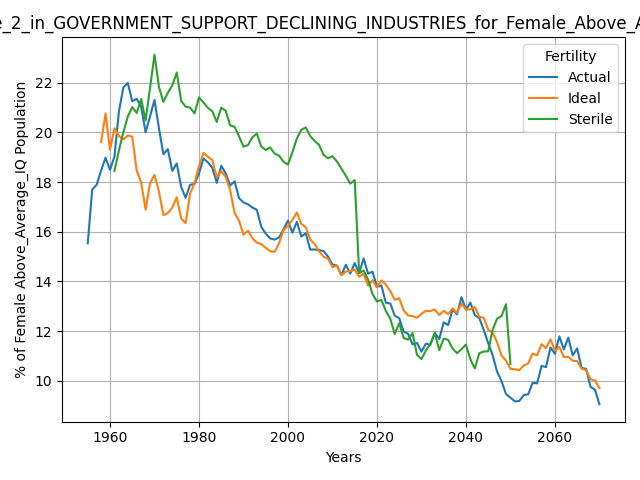 _2_in_GOVERNMENT_SUPPORT_DECLINING_INDUSTRIES_for_Female_Above_A
Fertility
Actual
Ideal
Sterile
% of Female Above_Average_IQ Population
22
20
18
16
14
12
10
1960 1980 2000 2020 2040 2060
Years